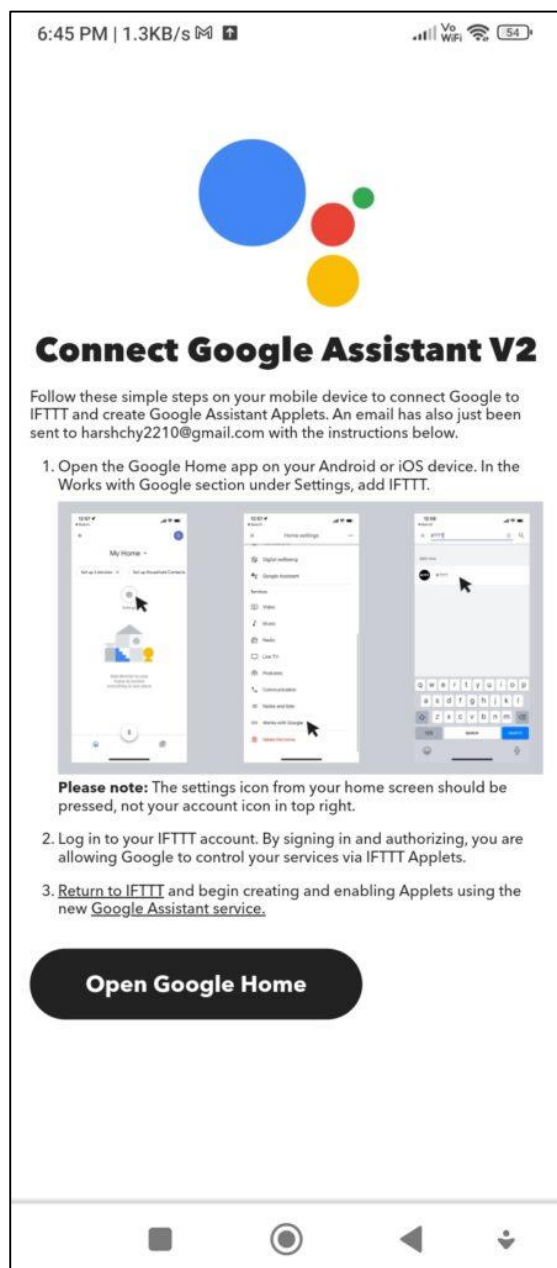 6:45 PM | 1.3KB/s
Vo
WiFi
54
Connect Google Assistant V2
Follow these simple steps on your mobile device to connect Google to
IFTTT and create Google Assistant Applets. An email has also just been
sent to harshchy2210@gmail.com with the instructions below.
1. Open the Google Home app on your Android or iOS device. In the
Works with Google section under Settings, add IFTTT.
My Home
Home settings
Digital wellbeing
Google Assistant
Services
Video
Music
Radio
Live TV
Podcasts
Communication
Notes and lists
Works with Google
IFTTT
q w e r t y u i o p
a s d f g h j k l
z x c v b n m
123 space search
Please note: The settings icon from your home screen should be
pressed, not your account icon in top right.
2. Log in to your IFTTT account. By signing in and authorizing, you are
allowing Google to control your services via IFTTT Applets.
3. Return to IFTTT and begin creating and enabling Applets using the
new Google Assistant service.
Open Google Home